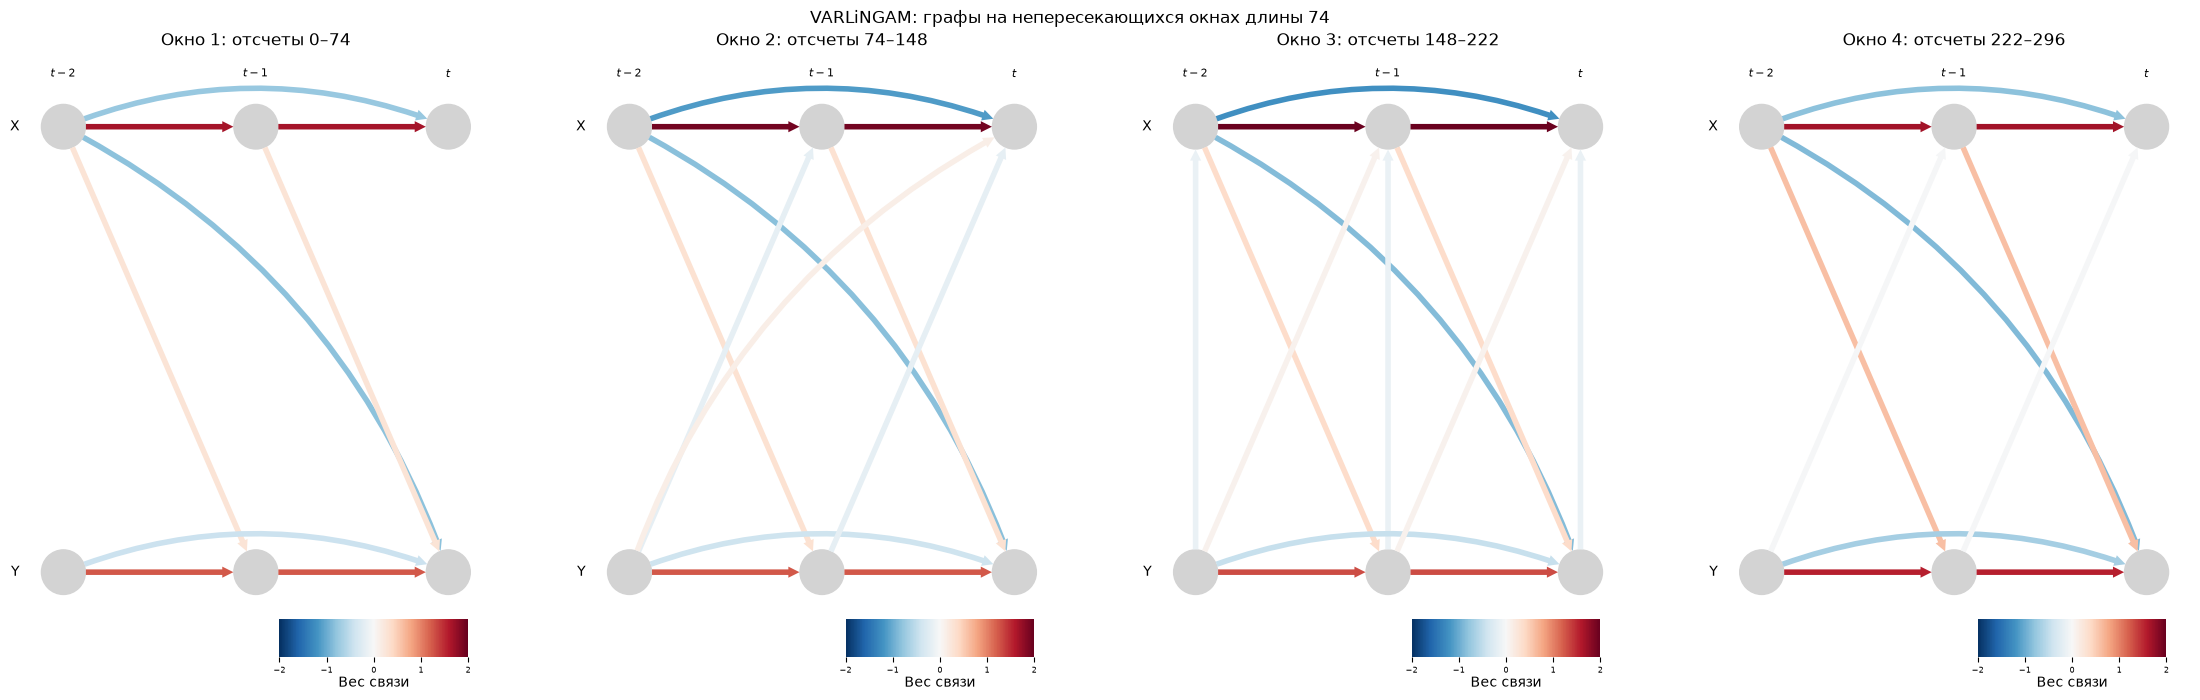 VARLiNGAM: графы на непересекающихся окнах длины 74
Окно 1: отсчеты 0–74
t − 2
t − 1
t
X
Y
−2 −1 0 1 2
Вес связи
Окно 2: отсчеты 74–148
t − 2
t − 1
t
X
Y
−2 −1 0 1 2
Вес связи
Окно 3: отсчеты 148–222
t − 2
t − 1
t
X
Y
−2 −1 0 1 2
Вес связи
Окно 4: отсчеты 222–296
t − 2
t − 1
t
X
Y
−2 −1 0 1 2
Вес связи